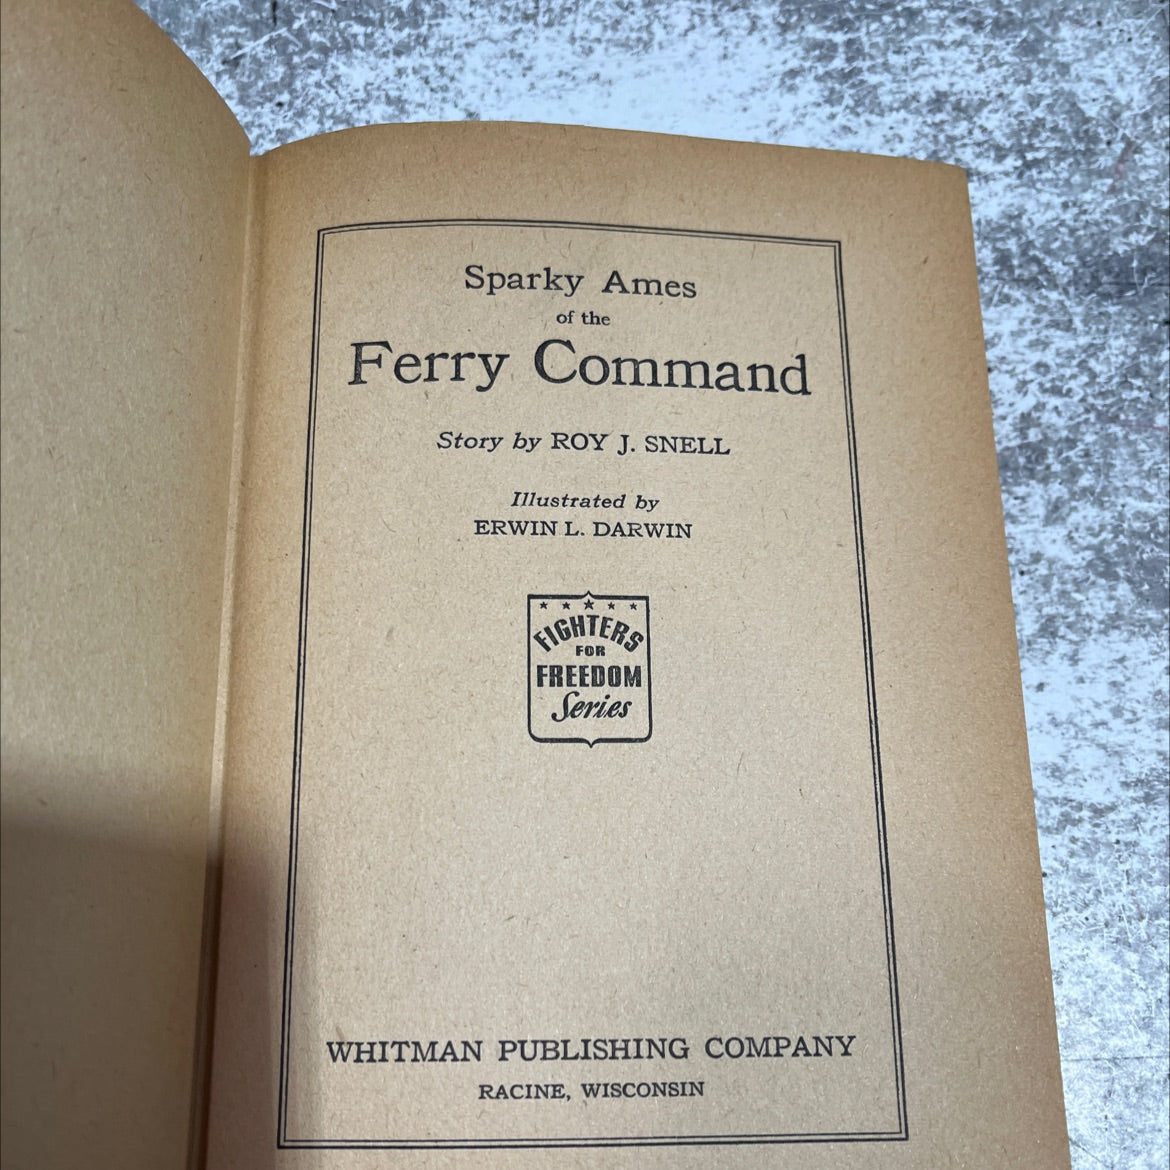 Sparky Ames
of the
Ferry Command
Story by ROY J. SNELL
Illustrated by
ERWIN L. DARWIN
FIGHTERS
FOR
FREEDOM
Series
WHITMAN PUBLISHING COMPANY
RACINE, WISCONSIN